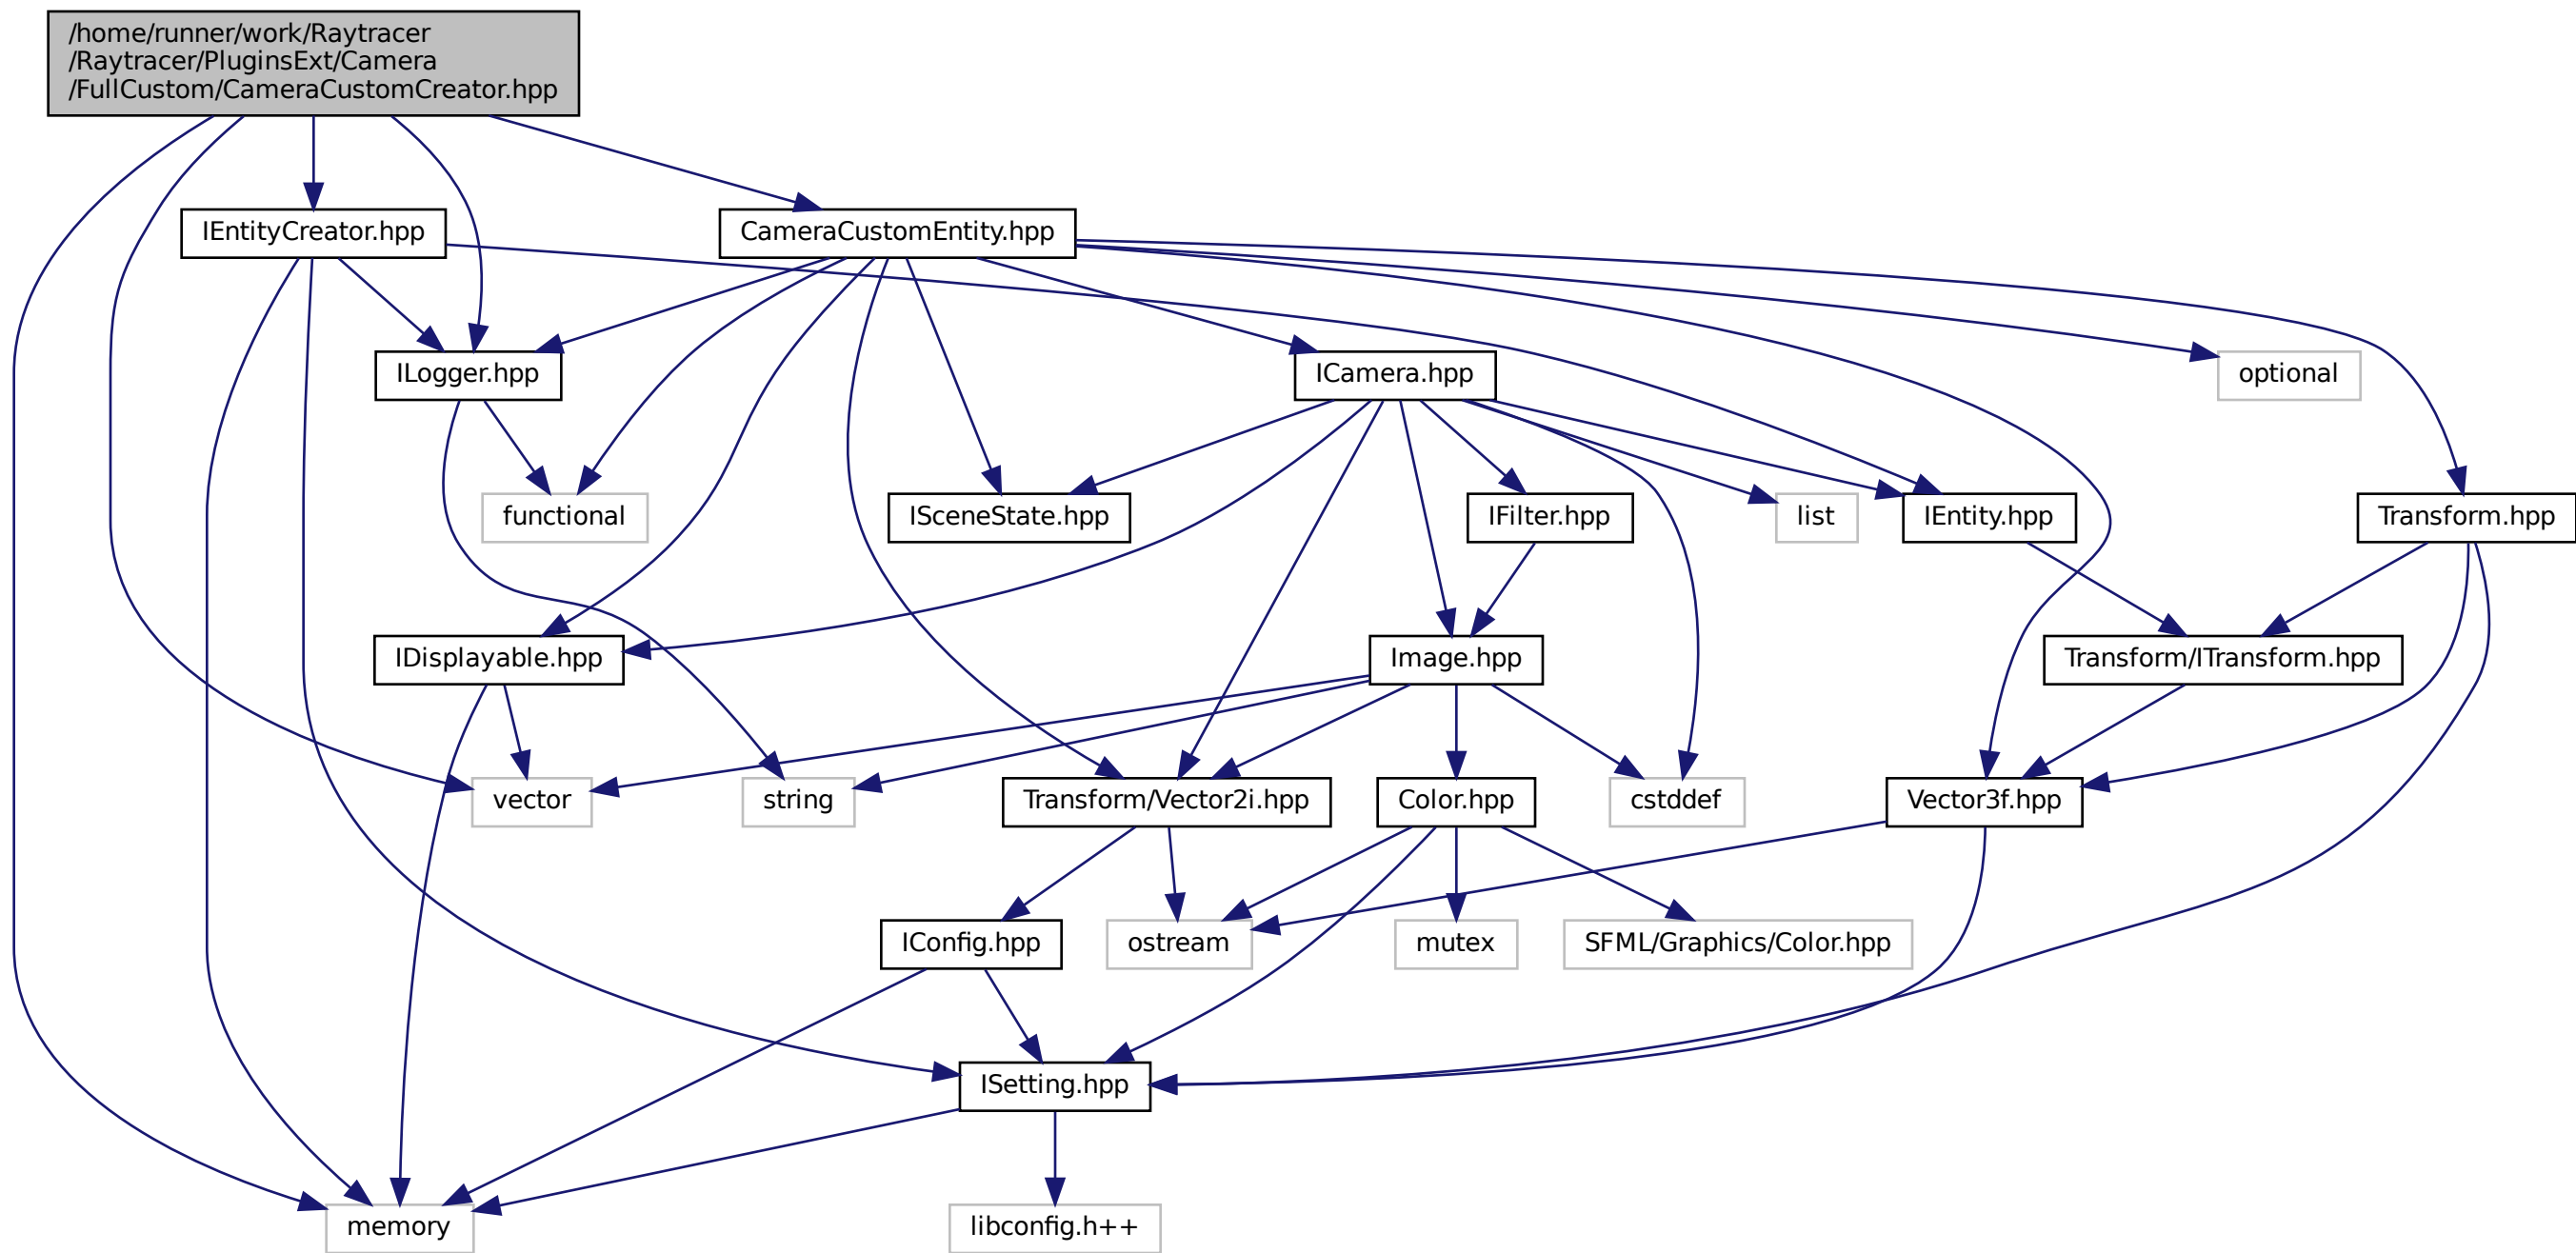 /home/runner/work/Raytracer
/Raytracer/PluginsExt/Camera
/FullCustom/CameraCustomCreator.hpp
IEntityCreator.hpp
CameraCustomEntity.hpp
ILogger.hpp
ICamera.hpp
optional
functional
ISceneState.hpp
IFilter.hpp
list
IEntity.hpp
Transform.hpp
IDisplayable.hpp
Image.hpp
Transform/ITransform.hpp
vector
string
Transform/Vector2i.hpp
Color.hpp
cstddef
Vector3f.hpp
IConfig.hpp
ostream
mutex
SFML/Graphics/Color.hpp
ISetting.hpp
memory
libconfig.h++